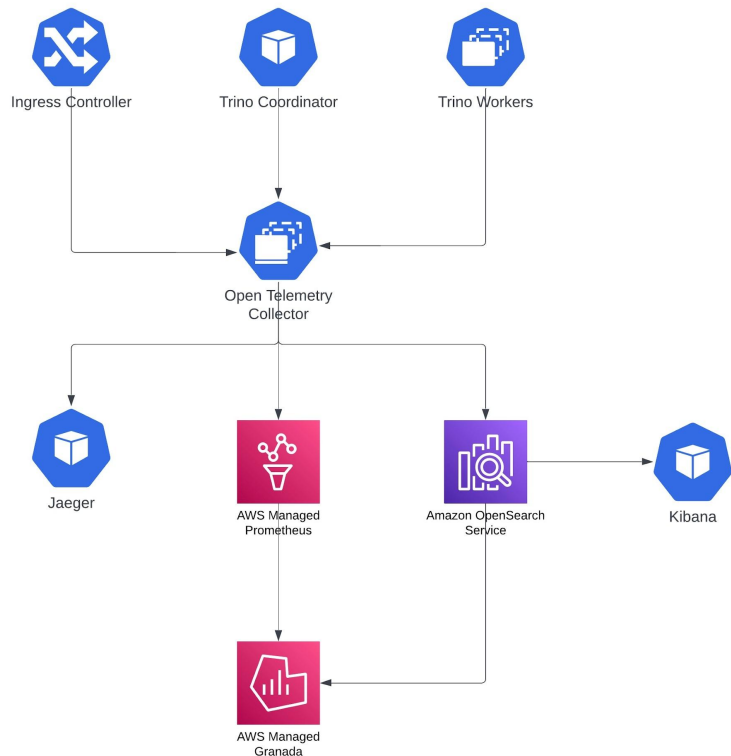 Ingress Controller
Trino Coordinator
Trino Workers
Open Telemetry
Collector
Jaeger
AWS Managed
Prometheus
Amazon OpenSearch
Service
Kibana
AWS Managed
Granada